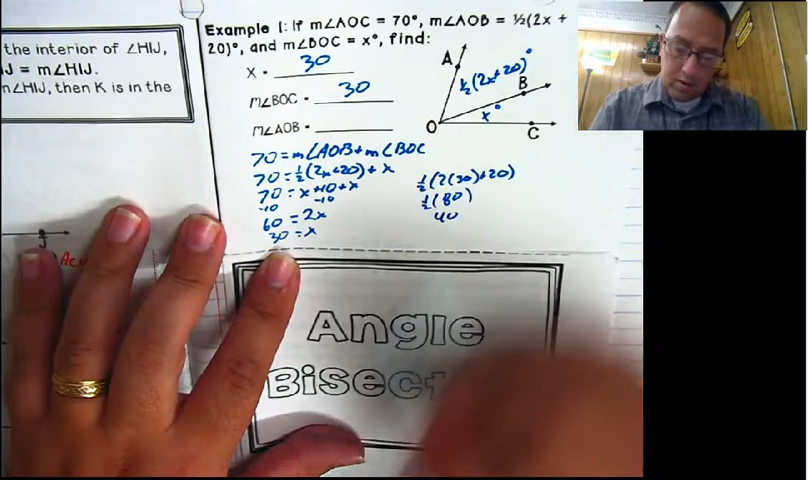 the interior of ∠HIJ,
IJ = m∠HIJ.
m∠HIJ, then K is in the
J
Example 1: If m∠AOC = 70°, m∠AOB = ½(2x +
20)°, and m∠BOC = x°, find:
x = 30
m∠BOC = 30
m∠AOB =
A
½(2x+20)°
B
x°
O
C
70 = m∠AOB + m∠BOC
70 = ½(2x+20) + x
70 = x+10+x
-10 -10
60 = 2x
30 = x
½(2(30)+20)
½(80)
40
Angle